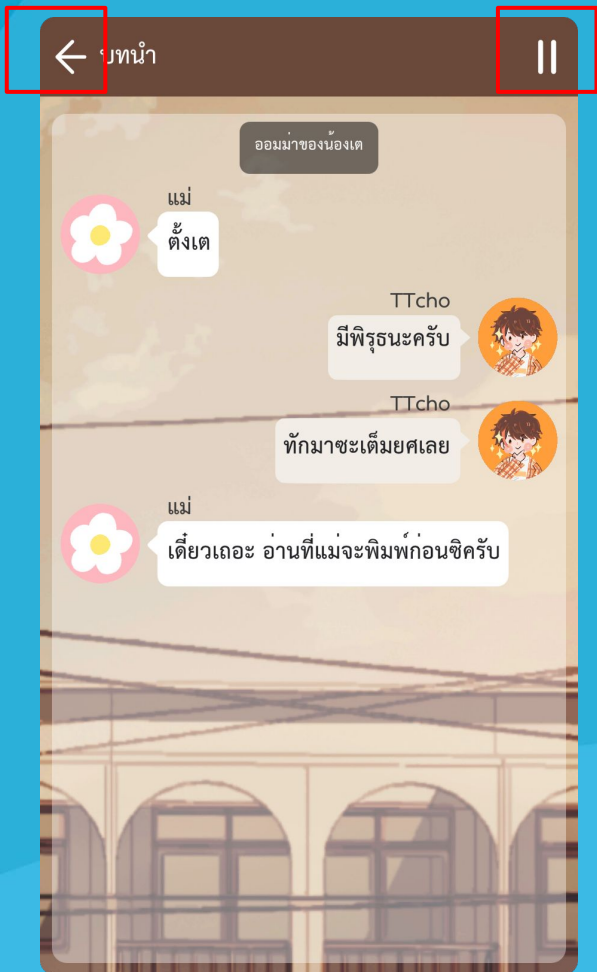 บทนำ
ออมม่าของน้องเต
แม่
ตั้งเต
TTcho
มีพิรุธนะครับ
TTcho
ทักมาซะเต็มยศเลย
แม่
เดี๋ยวเถอะ อ่านที่แม่จะพิมพ์ก่อนซิครับ